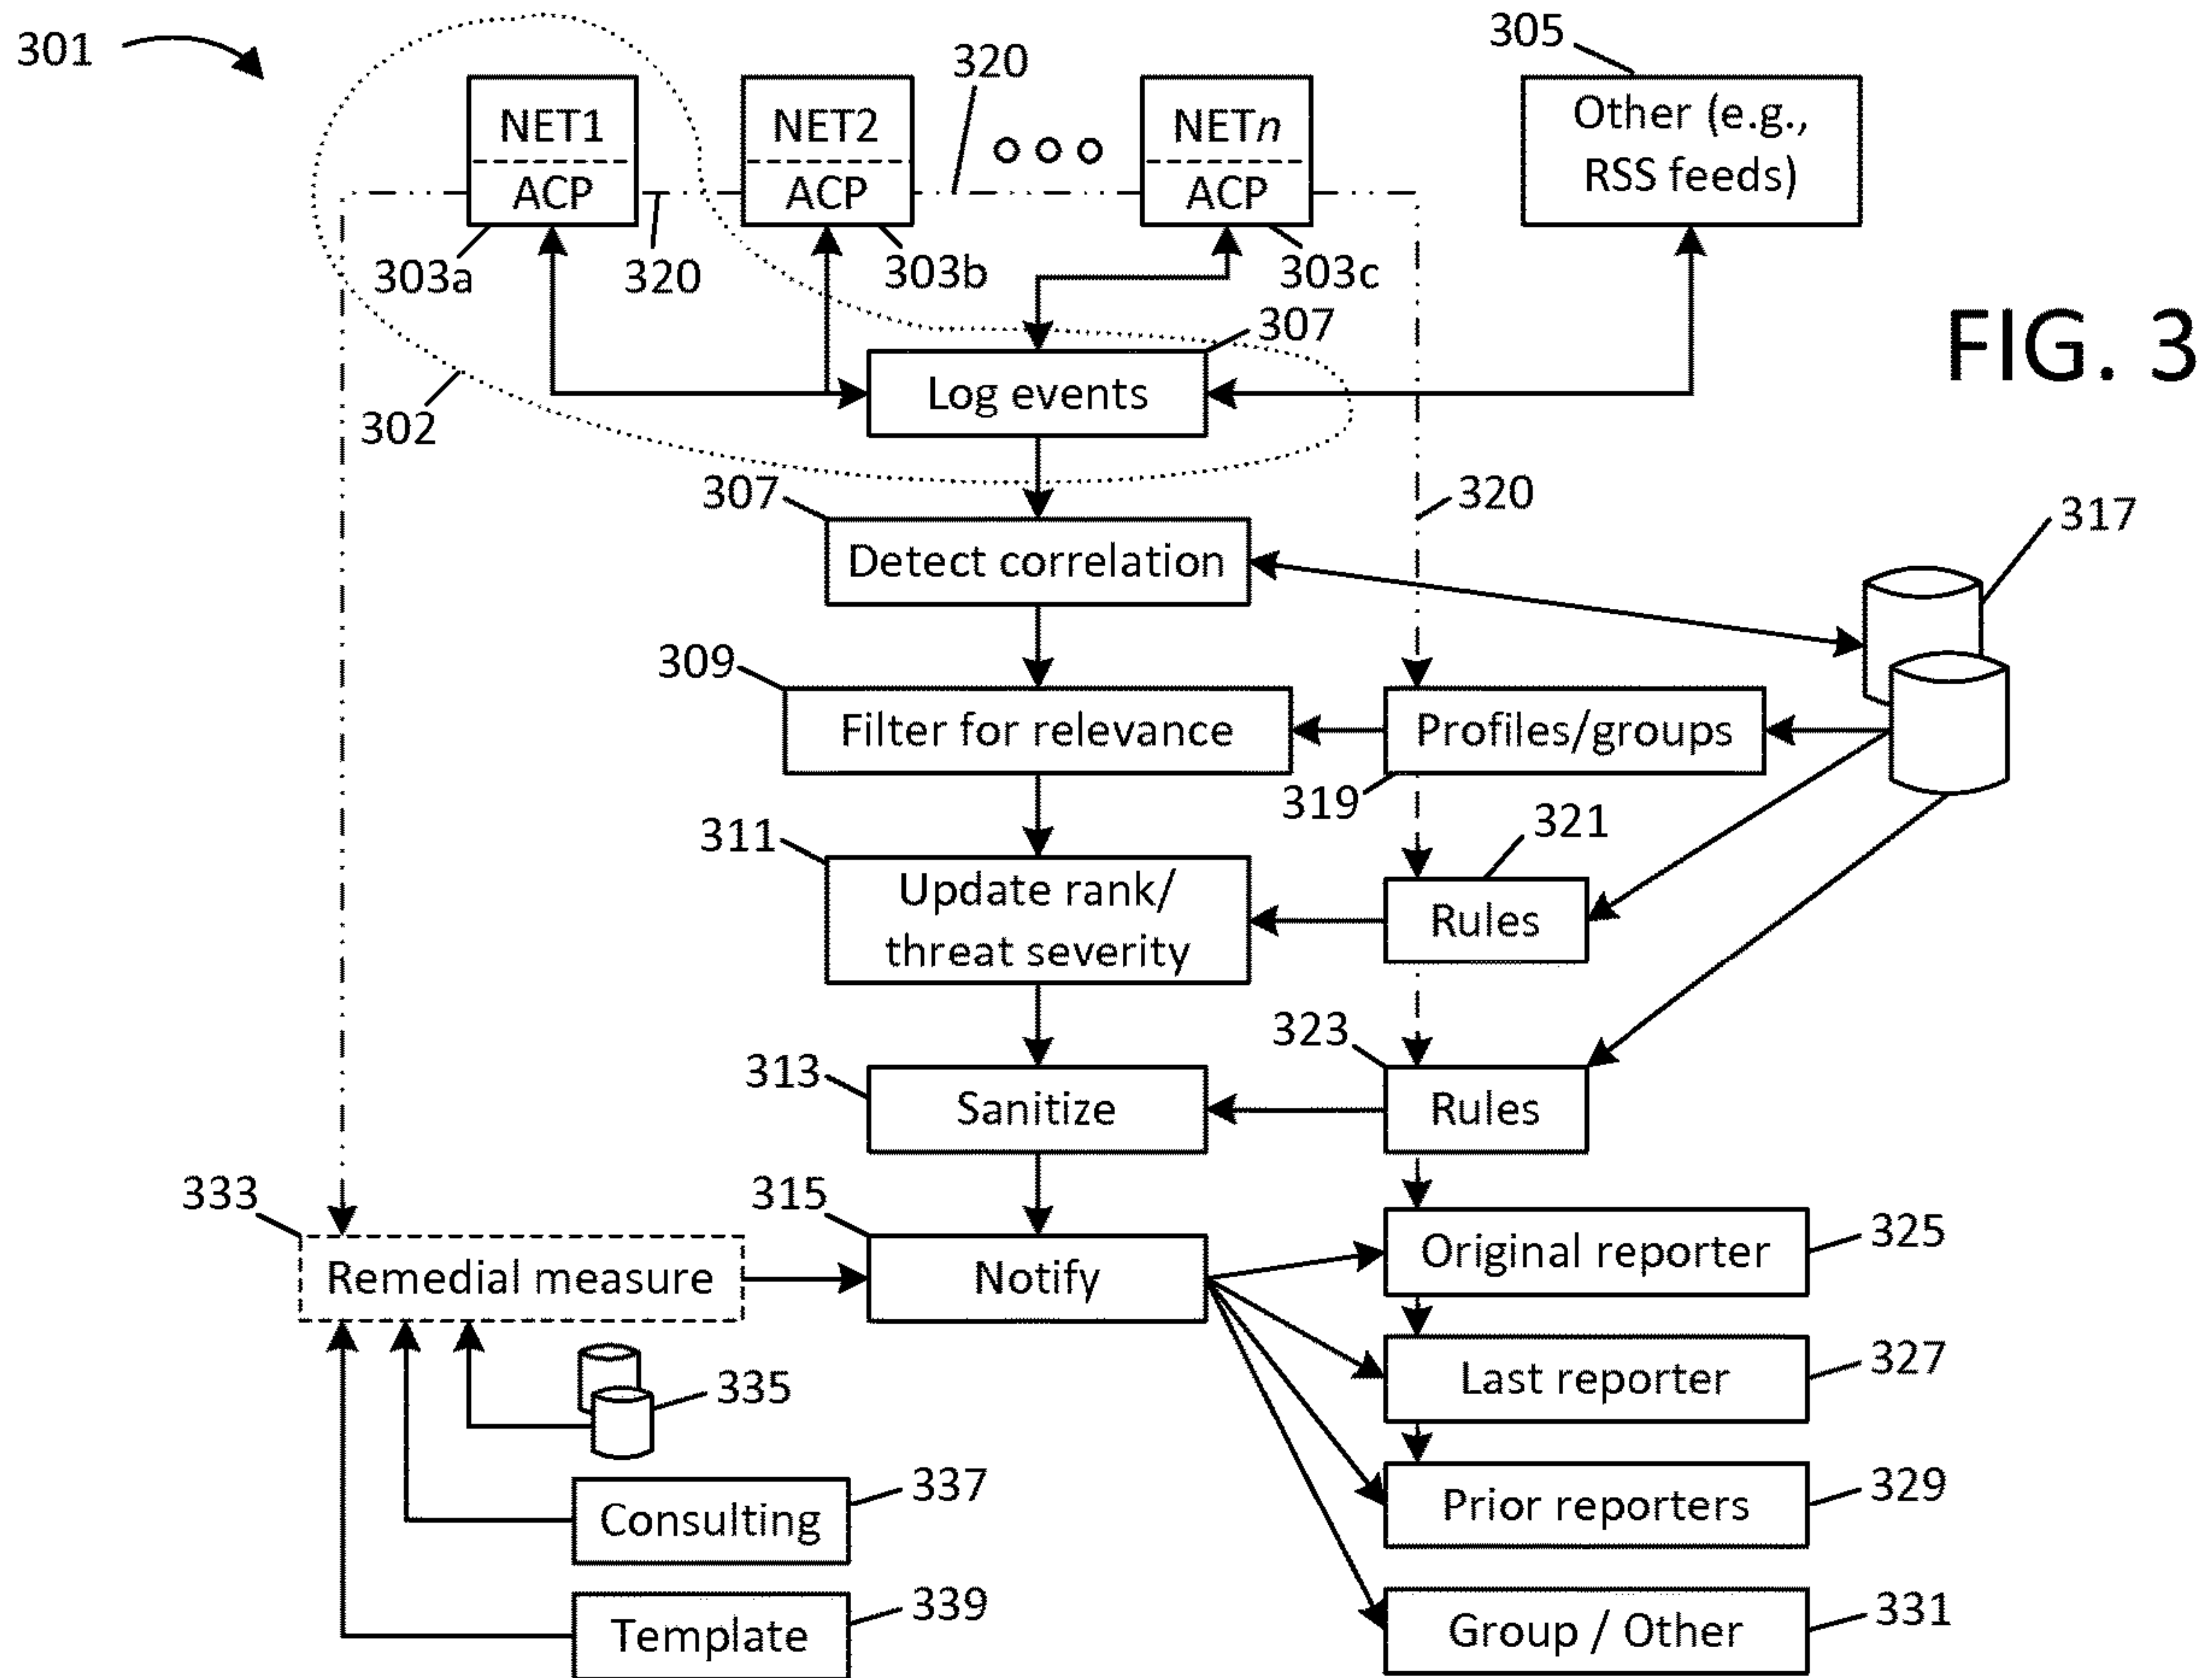 301
305
320
NET1
ACP
NET2
ACP
NETn
ACP
Other (e.g.,
RSS feeds)
303a
320
303b
303c
307
FIG. 3
Log events
302
307
320
317
Detect correlation
309
Filter for relevance
Profiles/groups
319
311
321
Update rank/
threat severity
Rules
323
313
Sanitize
Rules
333
315
325
Remedial measure
Notify
Original reporter
327
335
Last reporter
337
329
Consulting
Prior reporters
339
331
Template
Group / Other